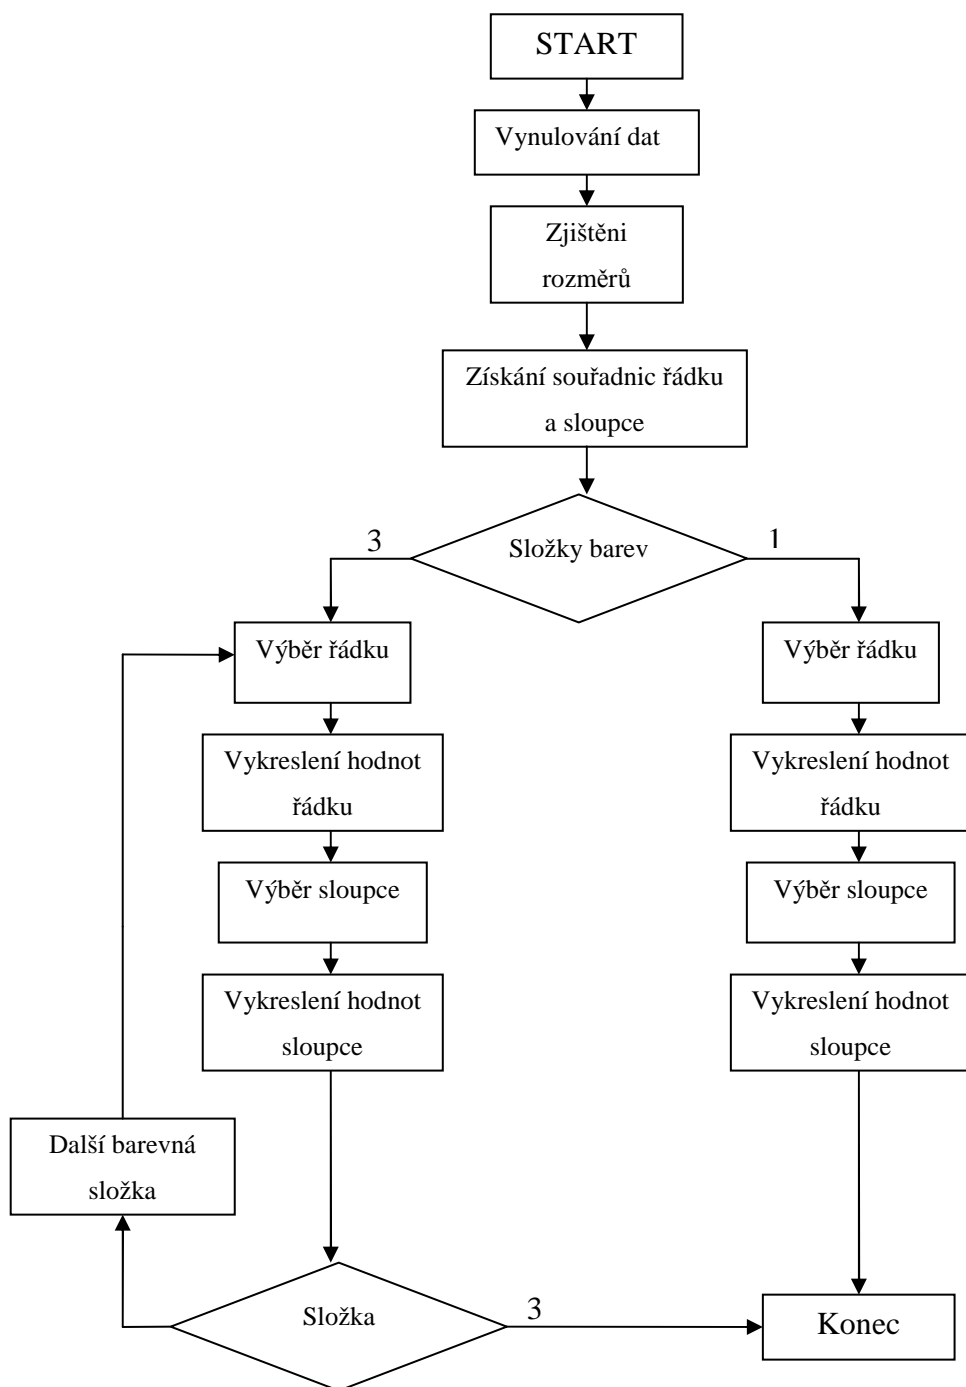 START
Vynulování dat
Zjištěni
rozměrů
Získání souřadnic řádku
a sloupce
Složky barev
3
1
Výběr řádku
Vykreslení hodnot
řádku
Výběr sloupce
Vykreslení hodnot
sloupce
Další barevná
složka
Složka
3
Výběr řádku
Vykreslení hodnot
řádku
Výběr sloupce
Vykreslení hodnot
sloupce
Konec